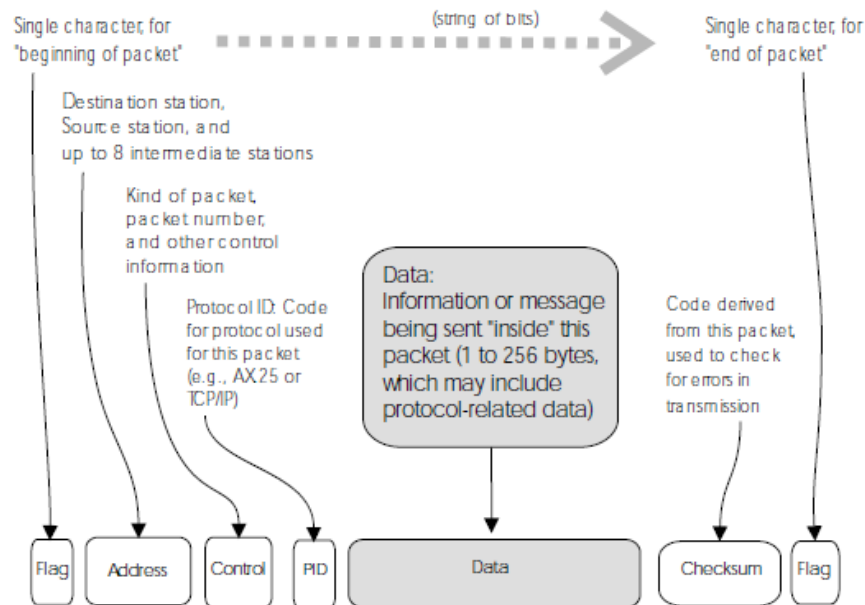 Single character, for
"beginning of packet"
(string of bits)
Single character, for
"end of packet"
Destination station,
Source station, and
up to 8 intermediate stations
Kind of packet,
packet number,
and other control
information
Protocol ID: Code
for protocol used
for this packet
(e.g., AX.25 or
TCP/IP)
Data:
Information or message
being sent "inside" this
packet (1 to 256 bytes,
which may include
protocol-related data)
Code derived
from this packet,
used to check
for errors in
transmission
Flag
Address
Control
PID
Data
Checksum
Flag